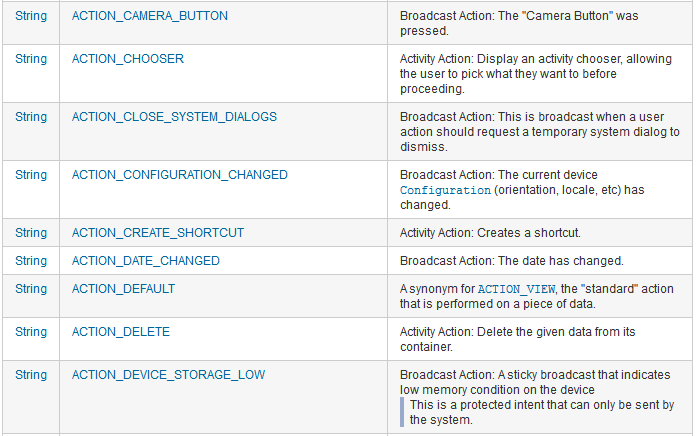 String ACTION_CAMERA_BUTTON Broadcast Action: The "Camera Button" was
pressed.
String ACTION_CHOOSER Activity Action: Display an activity chooser, allowing
the user to pick what they want to before
proceeding.
String ACTION_CLOSE_SYSTEM_DIALOGS Broadcast Action: This is broadcast when a user
action should request a temporary system dialog to
dismiss.
String ACTION_CONFIGURATION_CHANGED Broadcast Action: The current device
Configuration (orientation, locale, etc) has
changed.
String ACTION_CREATE_SHORTCUT Activity Action: Creates a shortcut.
String ACTION_DATE_CHANGED Broadcast Action: The date has changed.
String ACTION_DEFAULT A synonym for ACTION_VIEW, the "standard" action
that is performed on a piece of data.
String ACTION_DELETE Activity Action: Delete the given data from its
container.
String ACTION_DEVICE_STORAGE_LOW Broadcast Action: A sticky broadcast that indicates
low memory condition on the device
This is a protected intent that can only be sent by
the system.